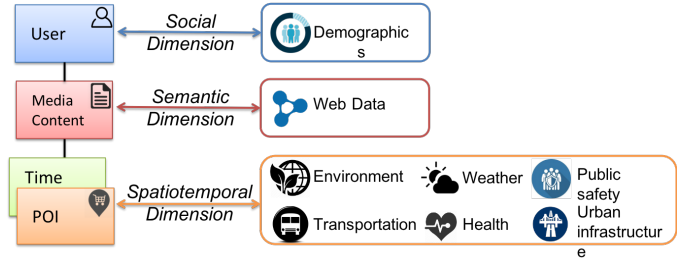 User
Social
Dimension
Demographic
s
Media
Content
Semantic
Dimension
Web Data
Time
POI
Spatiotemporal
Dimension
Environment
Weather
Public
safety
Transportation
Health
Urban
infrastructur
e